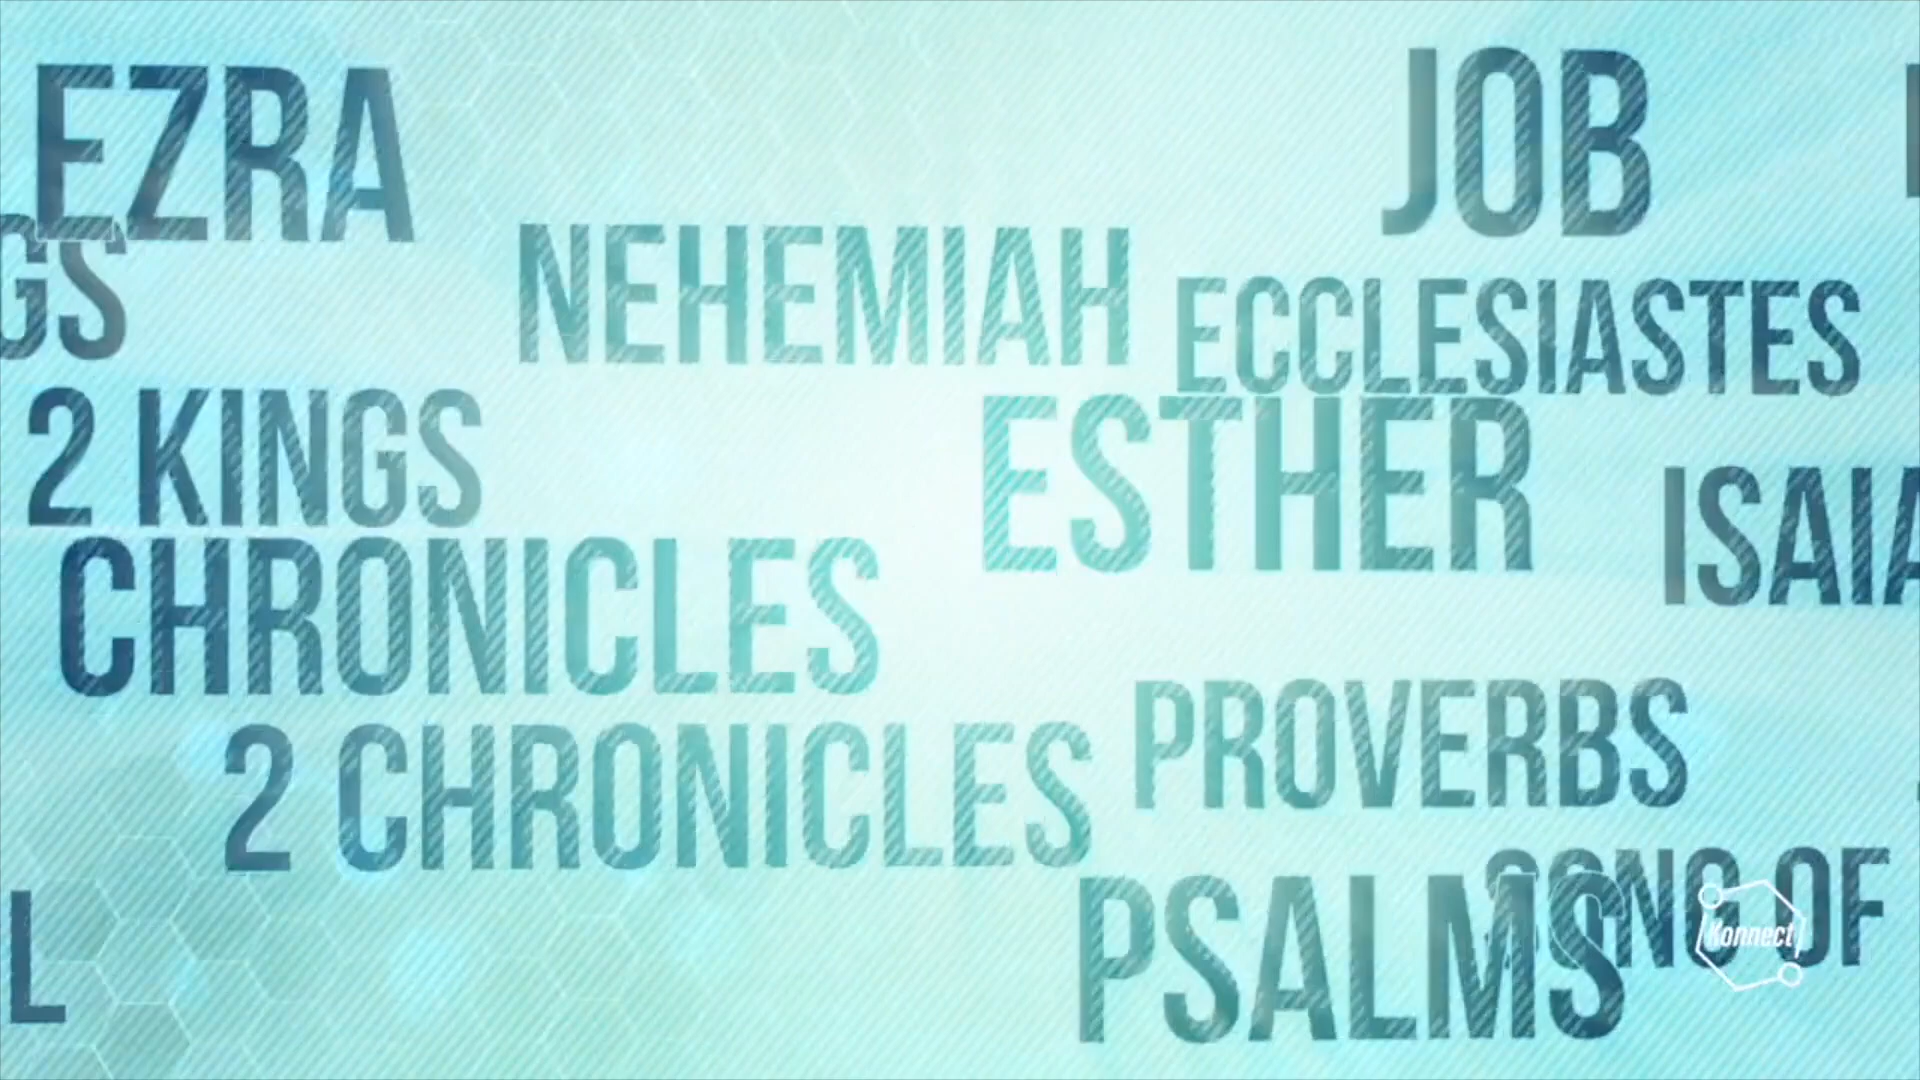 EZRA
JOB
GS
NEHEMIAH
ECCLESIASTES
2 KINGS
ESTHER
ISAIA
CHRONICLES
PROVERBS
2 CHRONICLES
SONG OF
PSALMS
L
Konnect